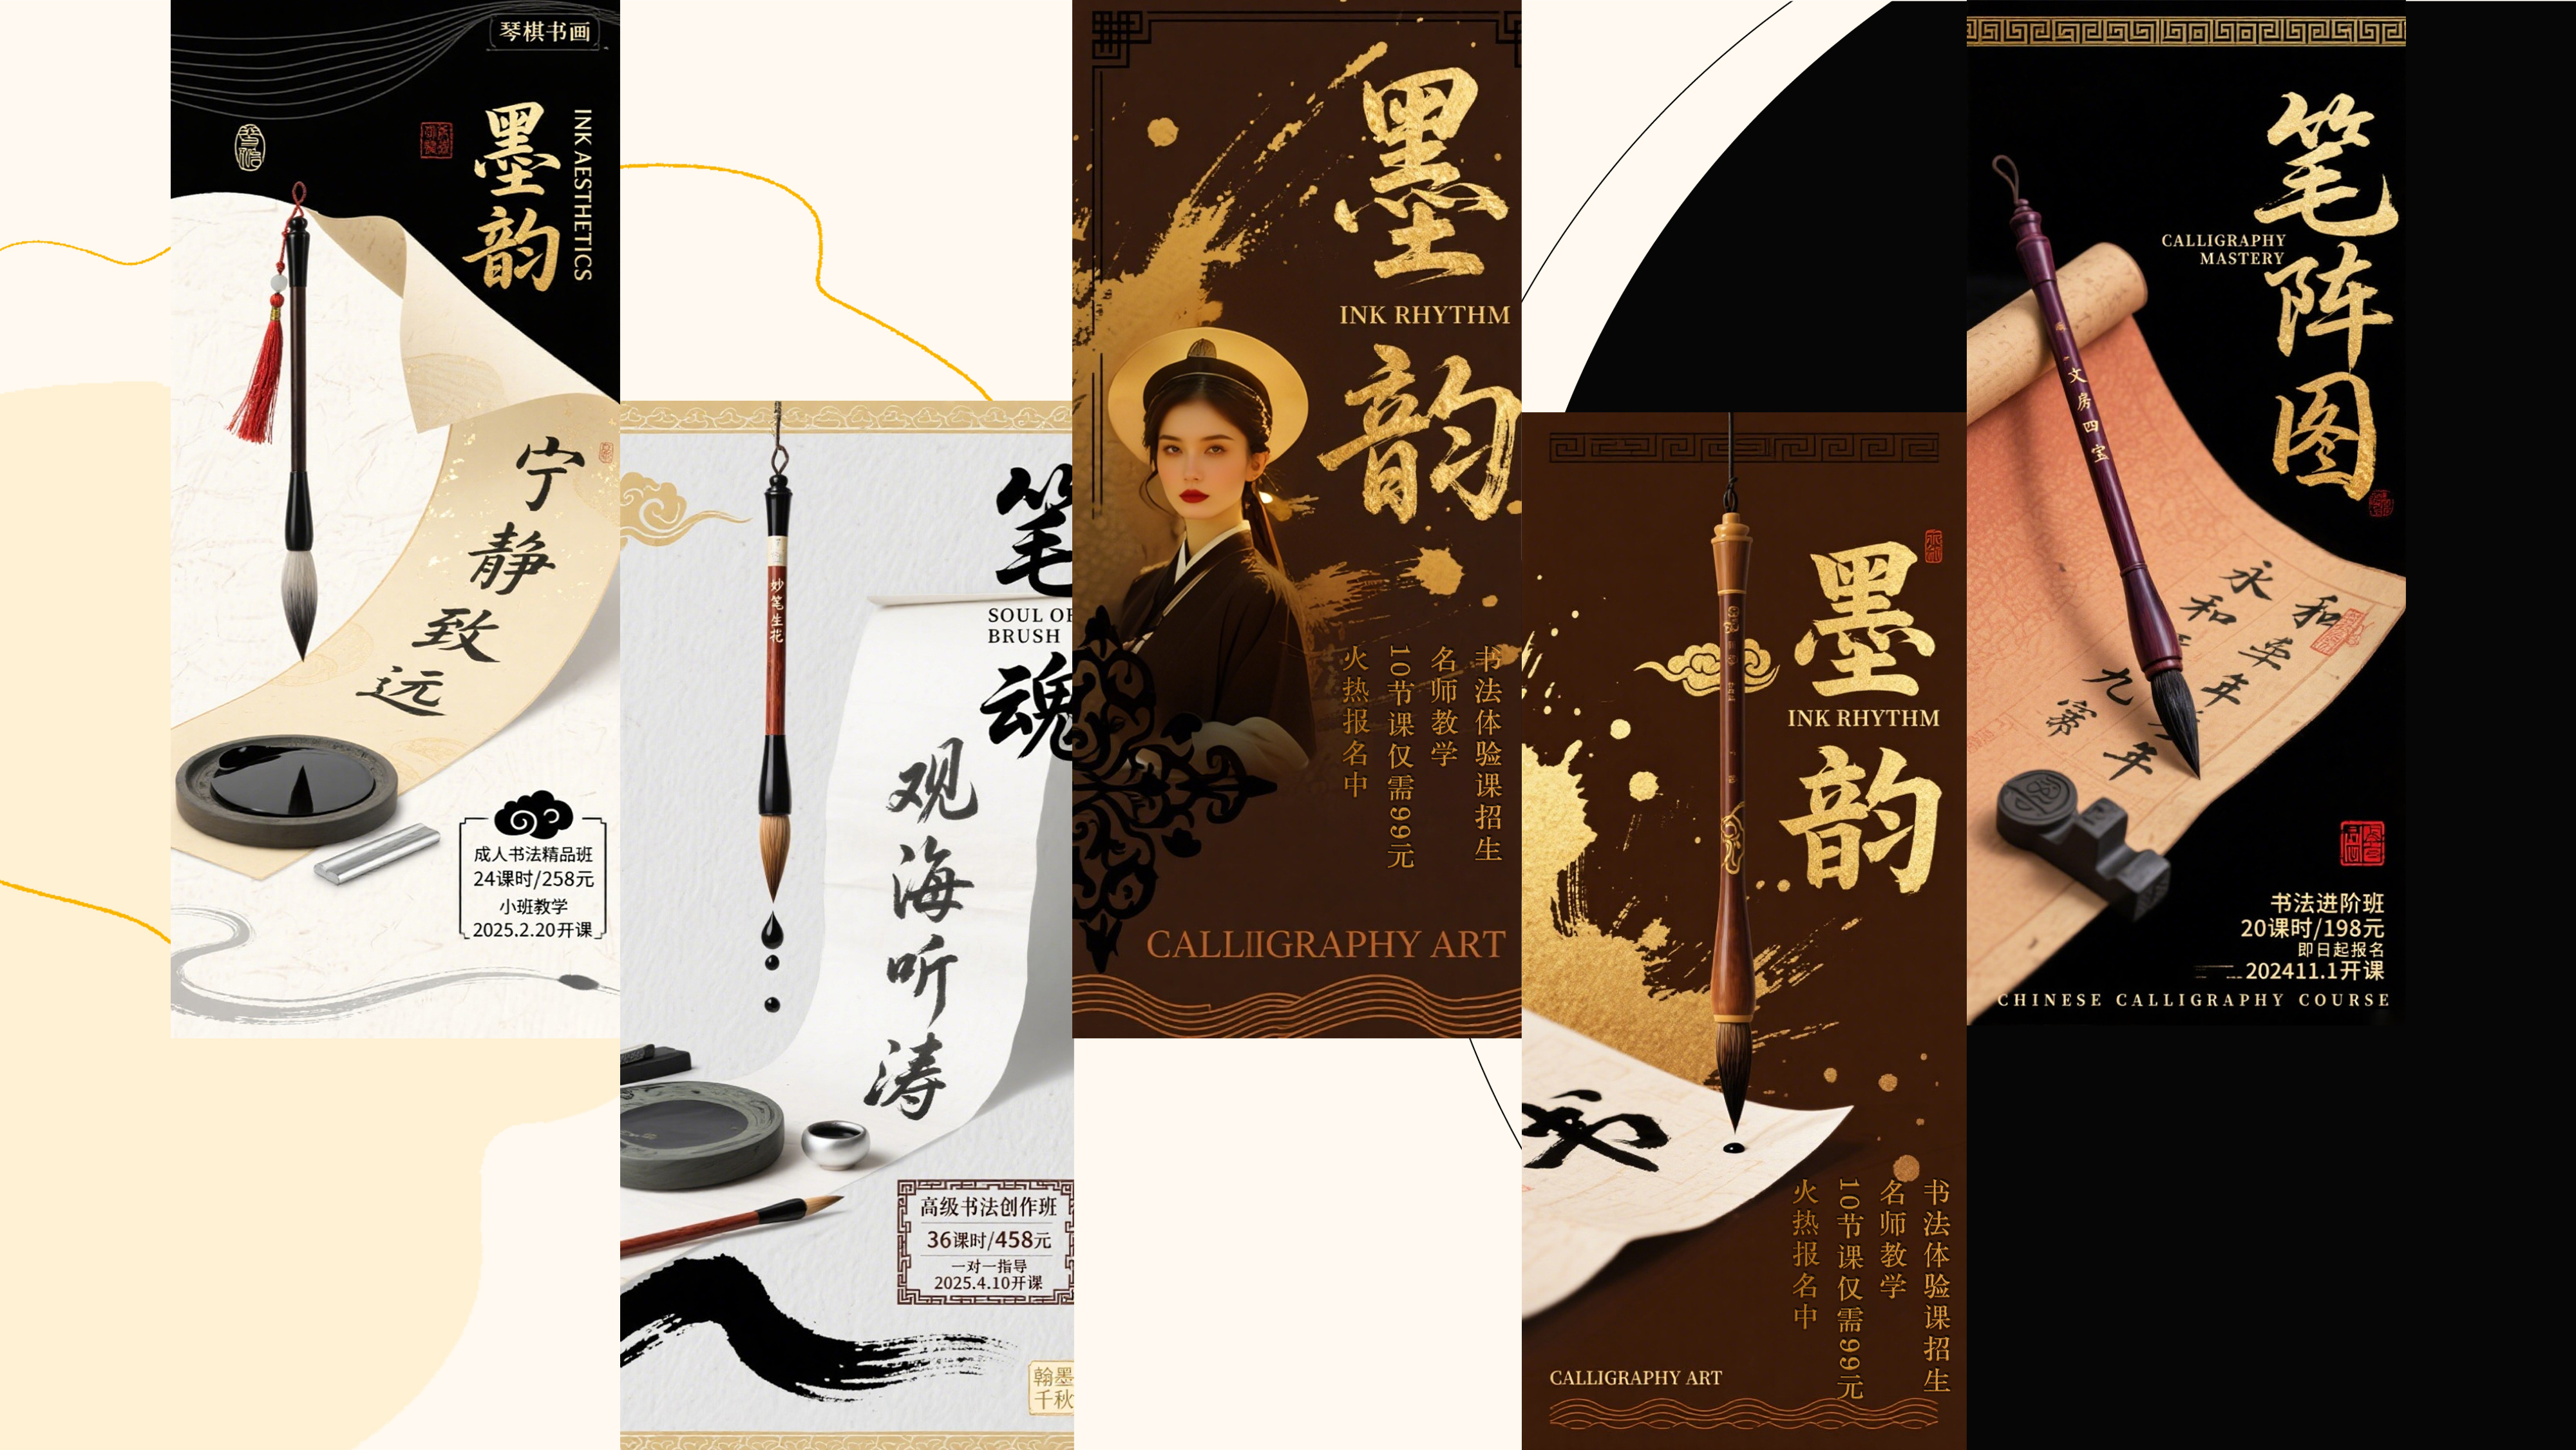 琴棋书画
墨韵
INK AESTHETICS
宁静致远
成人书法精品班
24课时/258元
小班教学
2025.2.20开课
妙笔生花
笔
SOUL OF
BRUSH
魂
观海听涛
高级书法创作班
36课时/458元
一对一指导
2025.4.10开课
翰墨
千秋
墨
INK RHYTHM
韵
书法体验课招生
名师教学
10节课仅需99元
火热报名中
CALLIIGRAPHY ART
墨
INK RHYTHM
韵
书法体验课招生
名师教学
10节课仅需99元
火热报名中
CALLIGRAPHY ART
笔阵图
CALLIGRAPHY
MASTERY
文房四宝
永和
九
年
书法进阶班
20课时/198元
即日起报名
202411.1开课
CHINESE CALLIGRAPHY COURSE